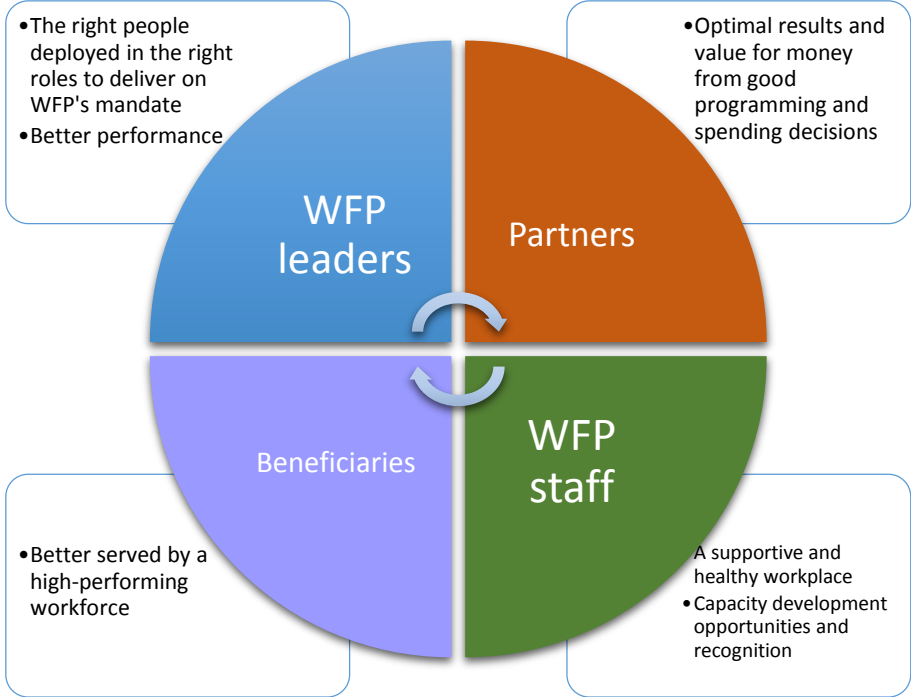 •The right people
deployed in the right
roles to deliver on
WFP's mandate
•Better performance
•Optimal results and
value for money
from good
programming and
spending decisions
WFP
leaders
Partners
Beneficiaries
WFP
staff
•Better served by a
high-performing
workforce
A supportive and
healthy workplace
•Capacity development
opportunities and
recognition